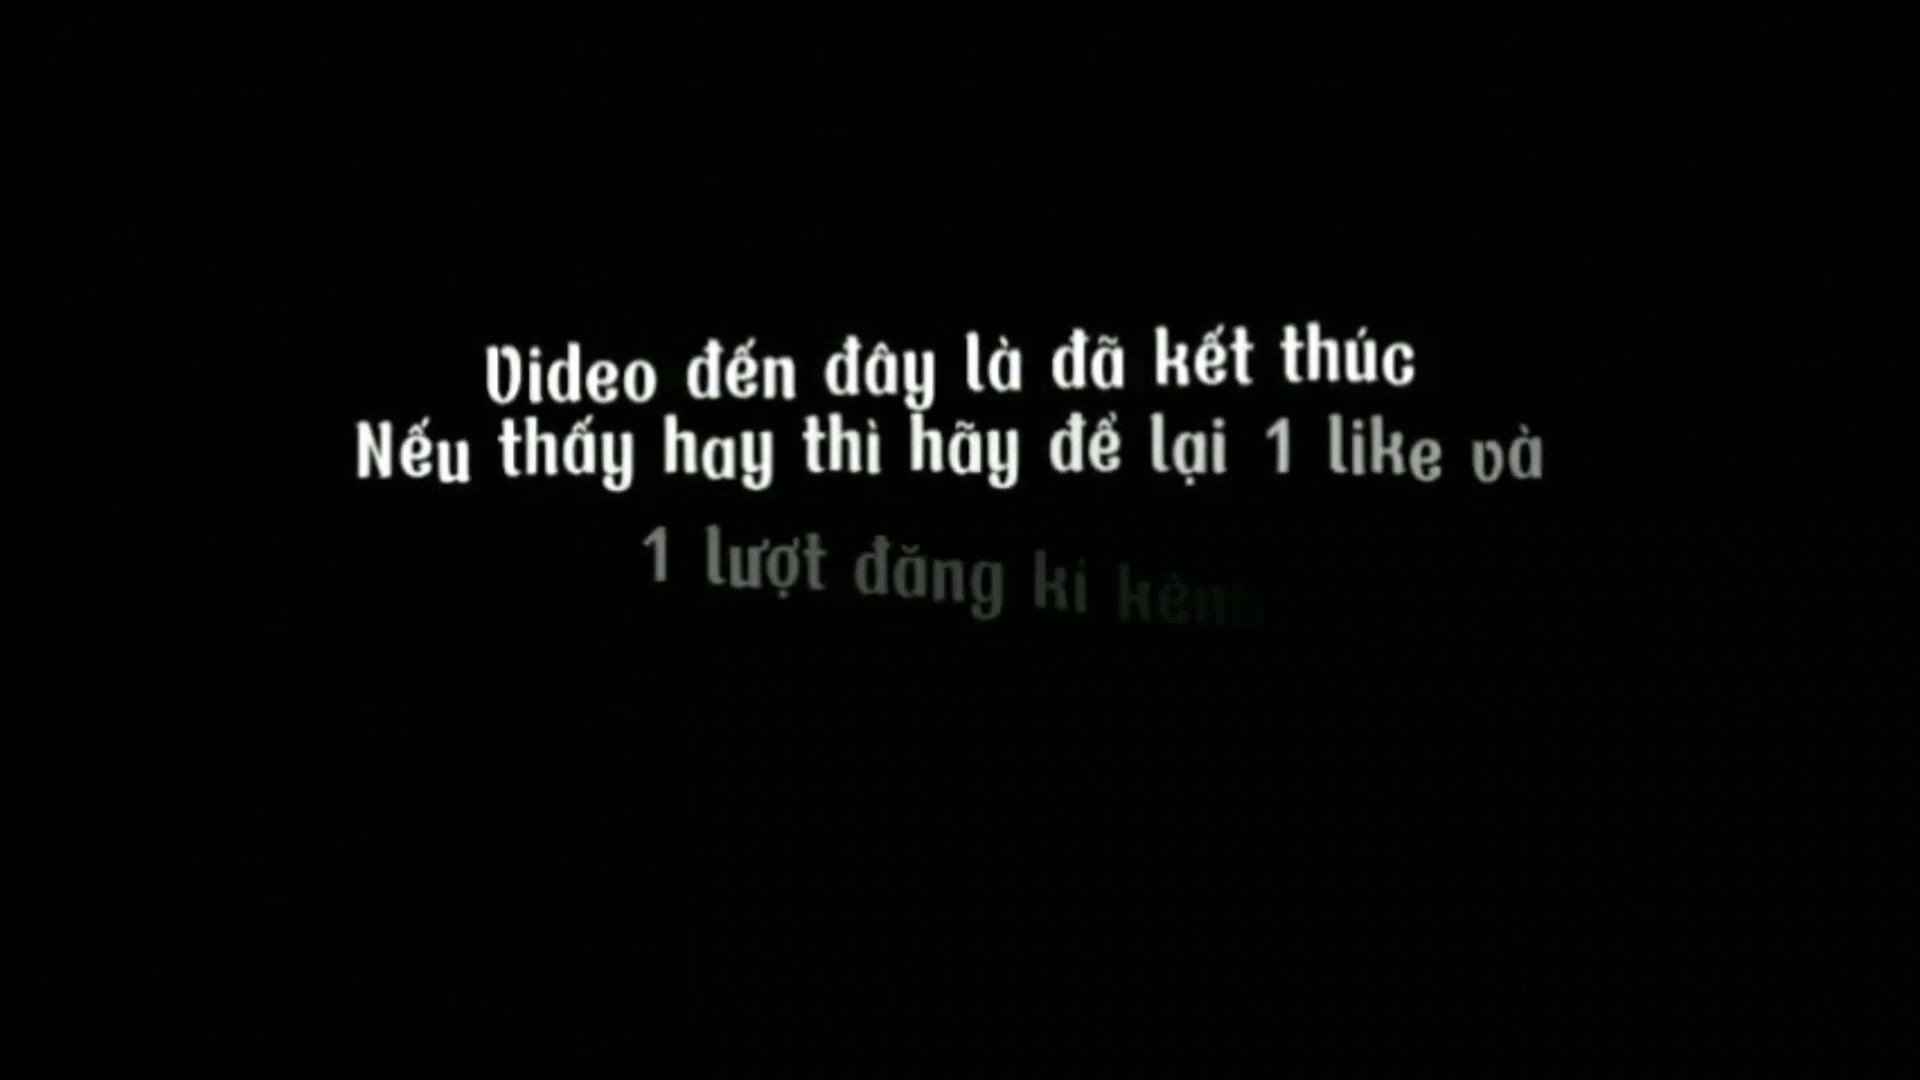 Video đến đây là đã kết thúc
Nếu thấy hay thì hãy để lại 1 like và
1 lượt đăng kí kênh